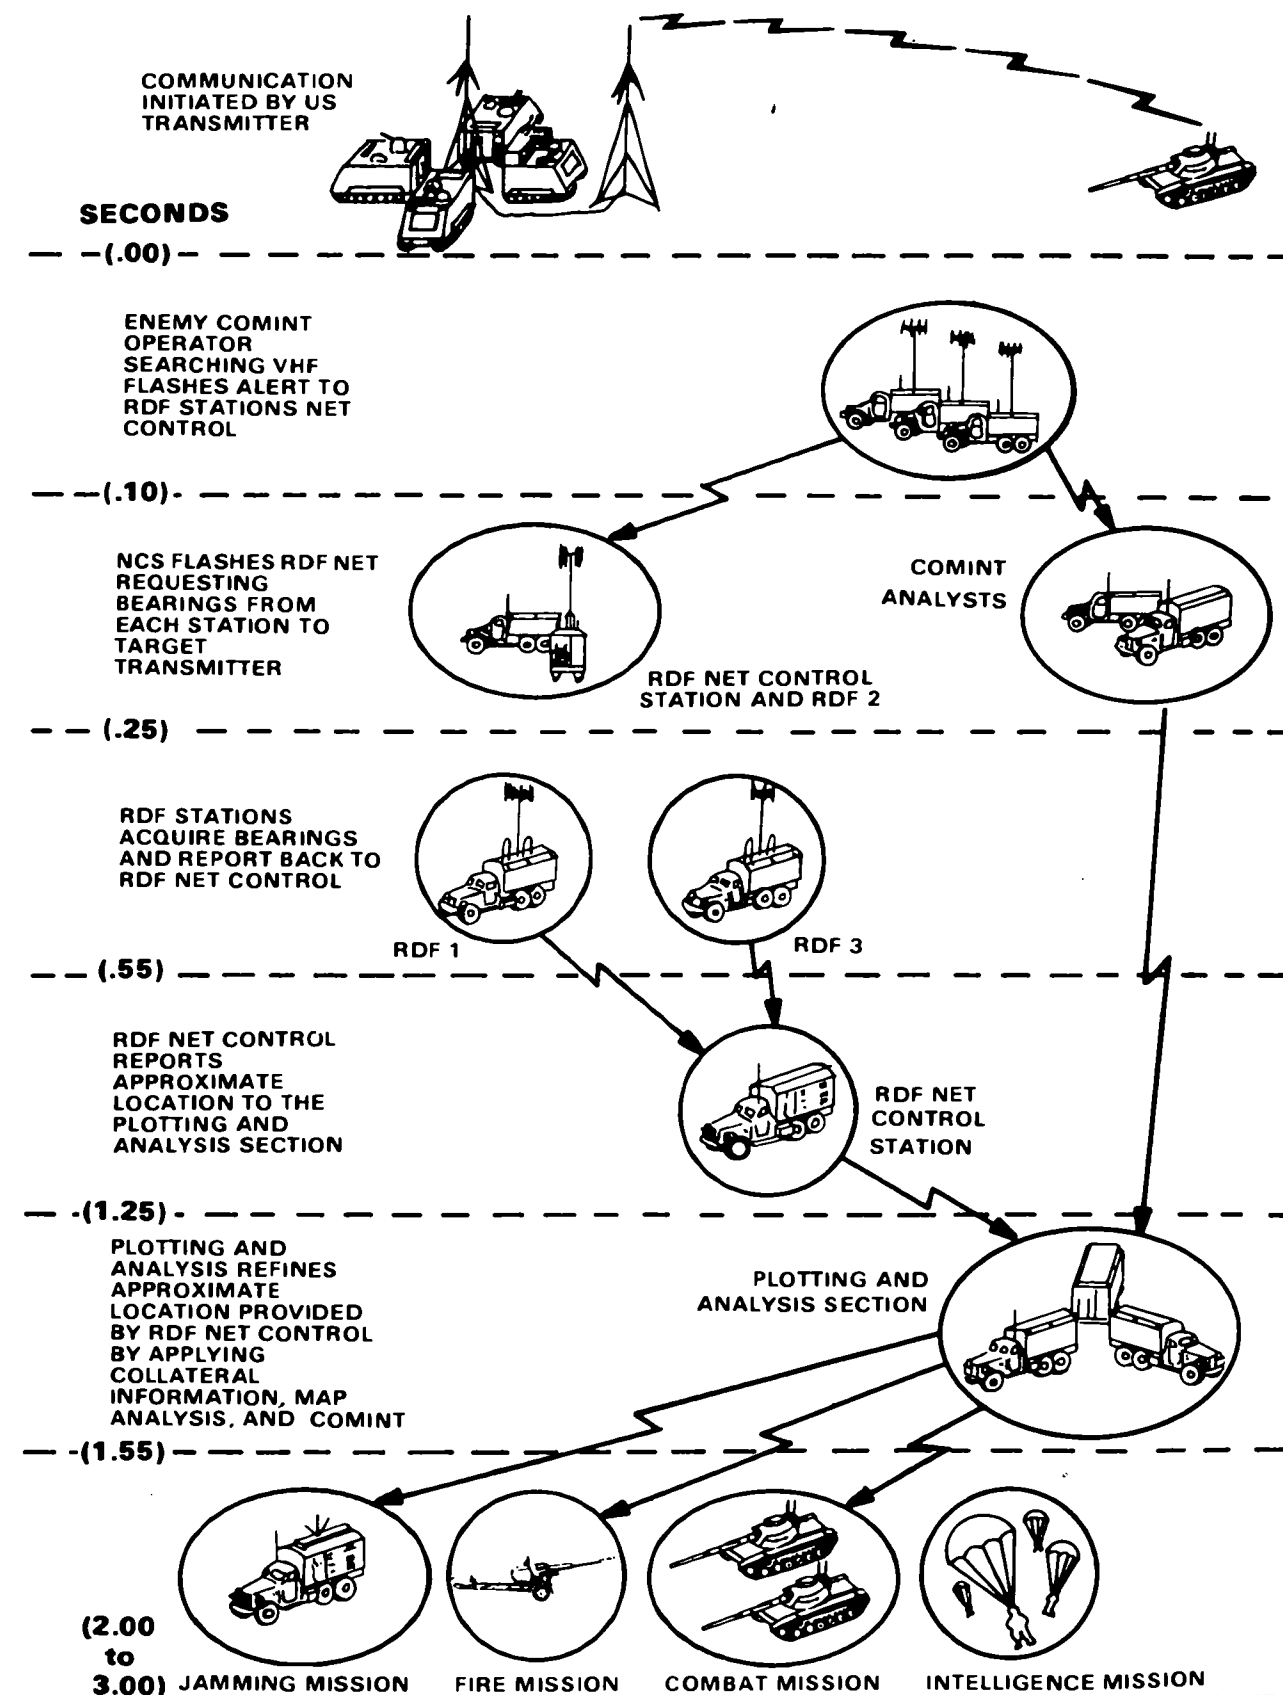 COMMUNICATION
INITIATED BY US
TRANSMITTER
SECONDS
(.00)
ENEMY COMINT
OPERATOR
SEARCHING VHF
FLASHES ALERT TO
RDF STATIONS NET
CONTROL
(.10)
NCS FLASHES RDF NET
REQUESTING
BEARINGS FROM
EACH STATION TO
TARGET
TRANSMITTER
COMINT
ANALYSTS
RDF NET CONTROL
STATION AND RDF 2
(.25)
RDF STATIONS
ACQUIRE BEARINGS
AND REPORT BACK TO
RDF NET CONTROL
RDF 1
RDF 3
(.55)
RDF NET CONTROL
REPORTS
APPROXIMATE
LOCATION TO THE
PLOTTING AND
ANALYSIS SECTION
RDF NET
CONTROL
STATION
(1.25)
PLOTTING AND
ANALYSIS REFINES
APPROXIMATE
LOCATION PROVIDED
BY RDF NET CONTROL
BY APPLYING
COLLATERAL
INFORMATION, MAP
ANALYSIS, AND COMINT
PLOTTING AND
ANALYSIS SECTION
(1.55)
(2.00
to
3.00)
JAMMING MISSION
FIRE MISSION
COMBAT MISSION
INTELLIGENCE MISSION